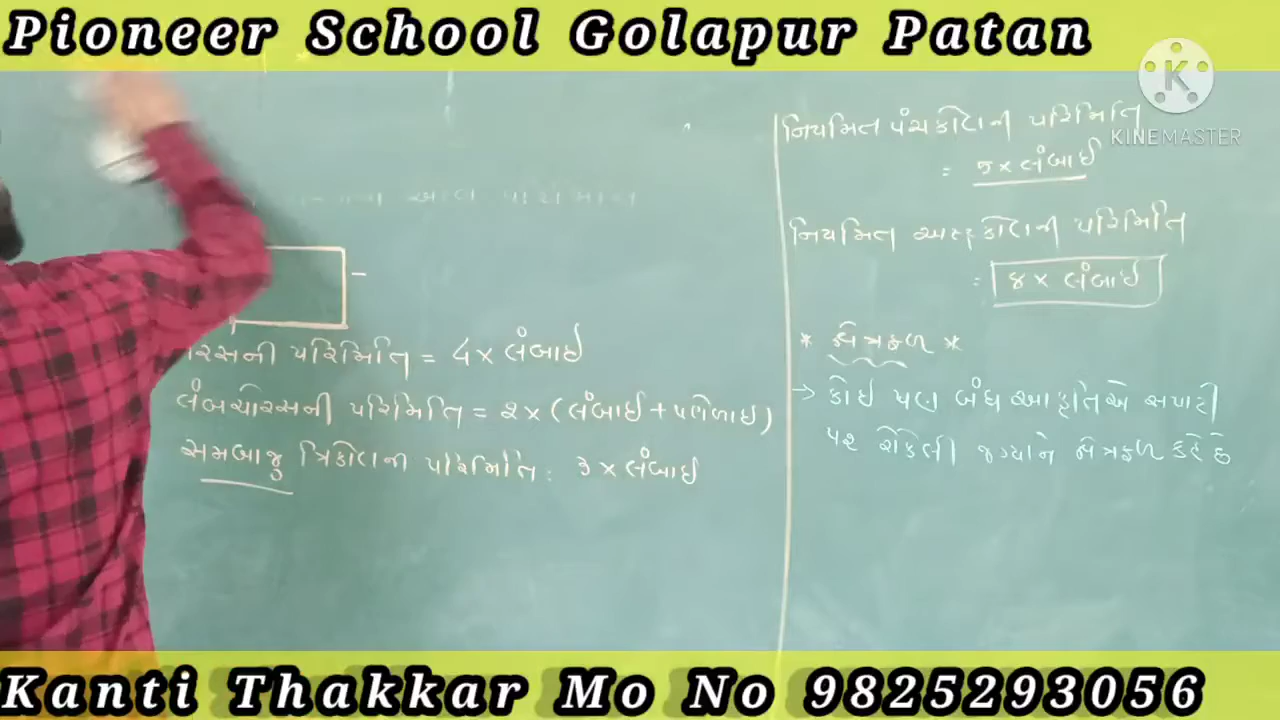 Pioneer School Golapur Patan
KINEMASTER
રસની પરિમિતિ = 4 × લંબાઈ
લંબચોરસની પરિમિતિ = ૨ × (લંબાઈ + પહોળાઈ)
સમબાજુ ત્રિકોણની પરિમિતિ : ૩ × લંબાઈ
નિયમિત પંચકોણની પરિમિતિ
= ૫ × લંબાઈ
નિયમિત અષ્ટકોણની પરિમિતિ
= ૪ × લંબાઈ
* ક્ષેત્રફળ *
→ કોઈ પણ બંધ આકૃતિએ સપાટી
પર રોકેલી જગ્યાને ક્ષેત્રફળ કહે છે
Kanti Thakkar Mo No 9825293056